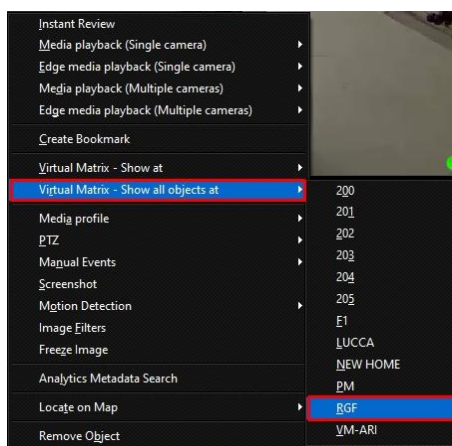 Instant Review
Media playback (Single camera)
Edge media playback (Single camera)
Media playback (Multiple cameras)
Edge media playback (Multiple cameras)
Create Bookmark
Virtual Matrix - Show at
Virtual Matrix - Show all objects at
Media profile
PTZ
Manual Events
Screenshot
Motion Detection
Image Filters
Freeze Image
Analytics Metadata Search
Locate on Map
Remove Object
200
201
202
203
204
205
F1
LUCCA
NEW HOME
PM
RGF
VM-ARI